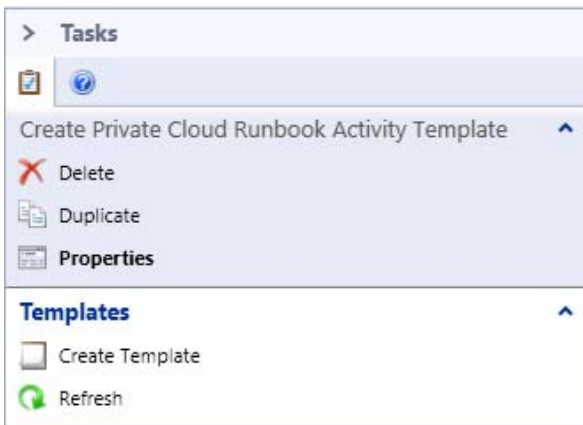 > Tasks
Create Private Cloud Runbook Activity Template
Delete
Duplicate
Properties
Templates
Create Template
Refresh